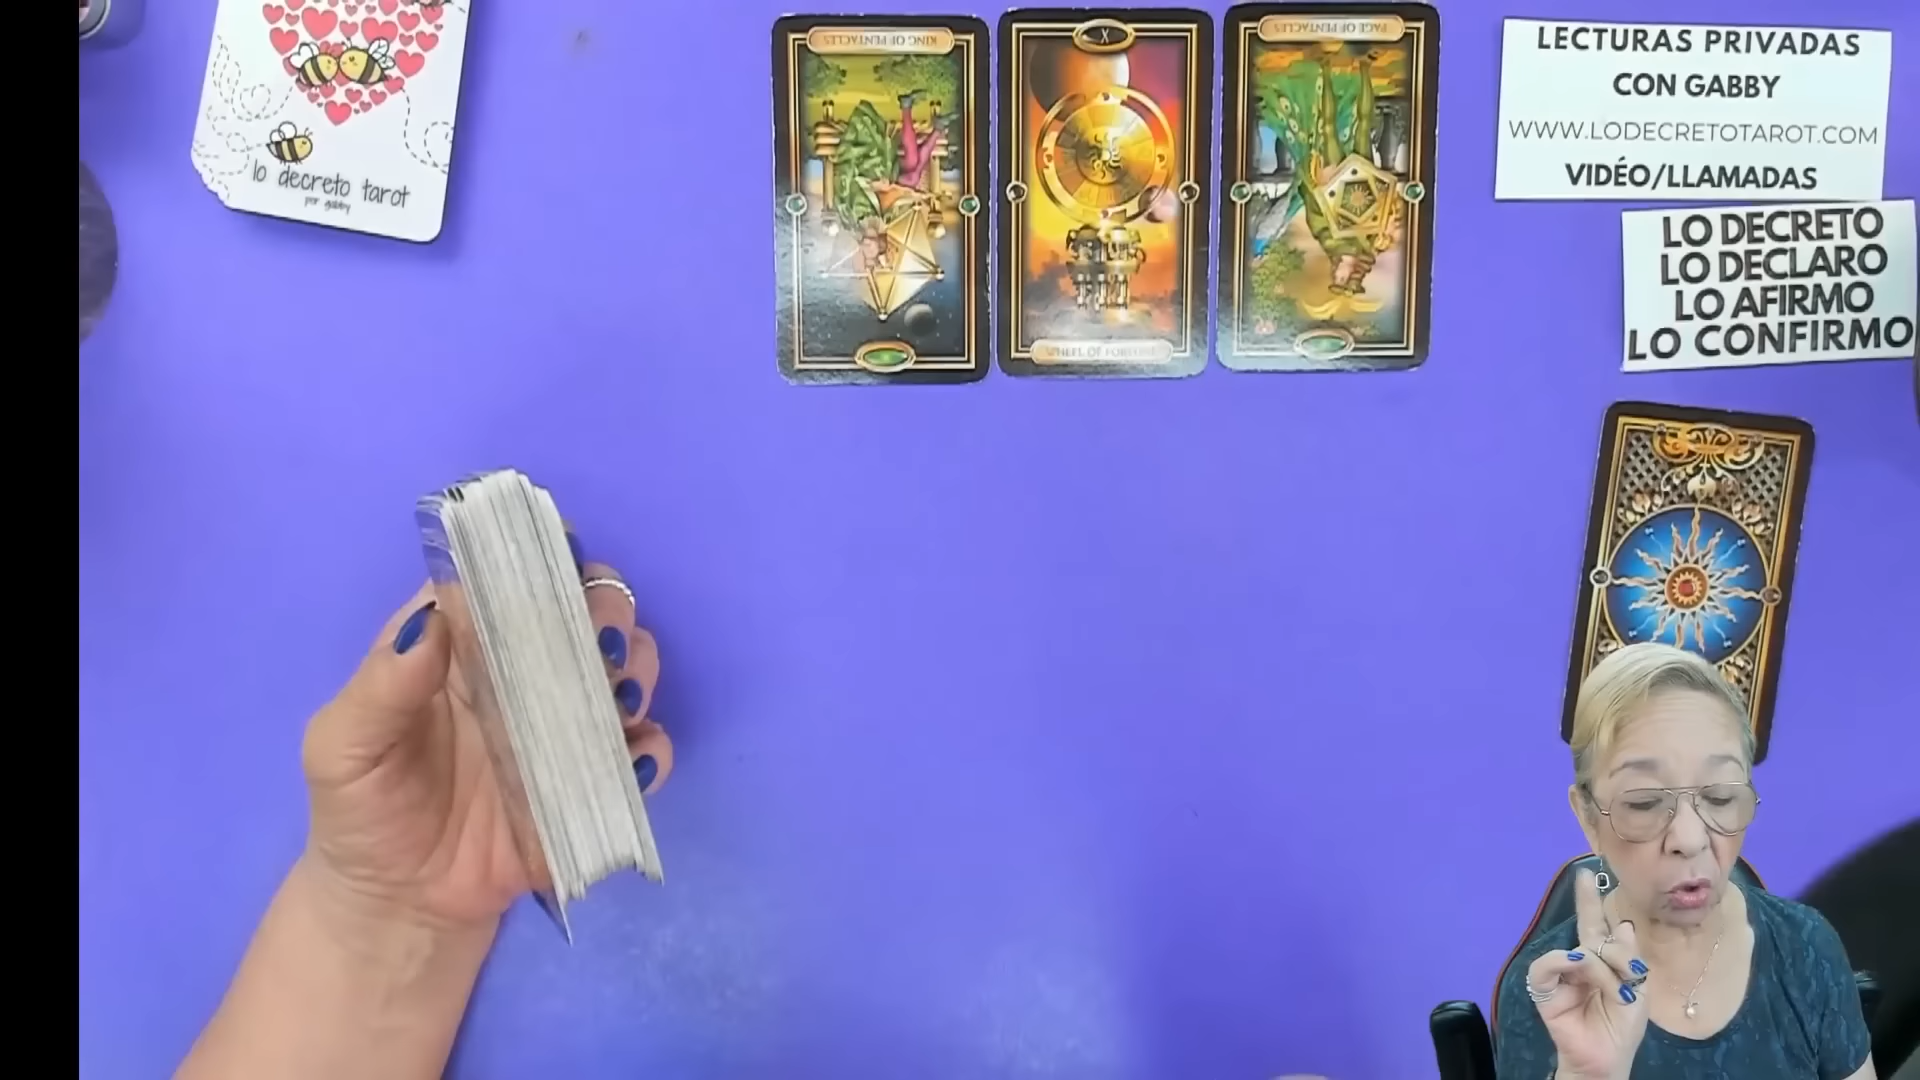 lo decreto tarot
por gabby
KING OF PENTACLES
X
WHEEL OF FORTUNE
PAGE OF PENTACLES
LECTURAS PRIVADAS
CON GABBY
WWW.LODECRETOTAROT.COM
VIDÉO/LLAMADAS
LO DECRETO
LO DECLARO
LO AFIRMO
LO CONFIRMO